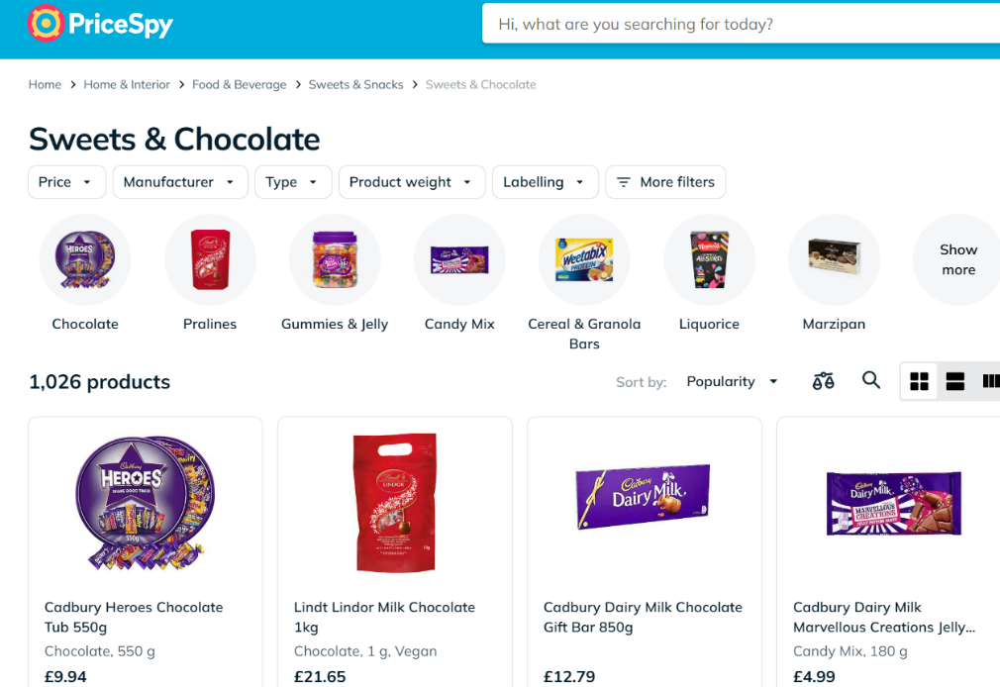 PriceSpy
Hi, what are you searching for today?
Home > Home & Interior > Food & Beverage > Sweets & Snacks > Sweets & Chocolate
Sweets & Chocolate
Price Manufacturer Type Product weight Labelling More filters
HEROES
Weetabix
PROTEIN
Show
more
Chocolate Pralines Gummies & Jelly Candy Mix Cereal & Granola
Bars Liquorice Marzipan
1,026 products
Sort by: Popularity
Cadbury
HEROES
550g
Lindt
LINDOR
Cadbury
Dairy Milk
Cadbury
Dairy Milk
MARVELLOUS
CREATIONS
Cadbury Heroes Chocolate
Tub 550g
Chocolate, 550 g
£9.94
Lindt Lindor Milk Chocolate
1kg
Chocolate, 1 g, Vegan
£21.65
Cadbury Dairy Milk Chocolate
Gift Bar 850g
£12.79
Cadbury Dairy Milk
Marvellous Creations Jelly...
Candy Mix, 180 g
£4.99